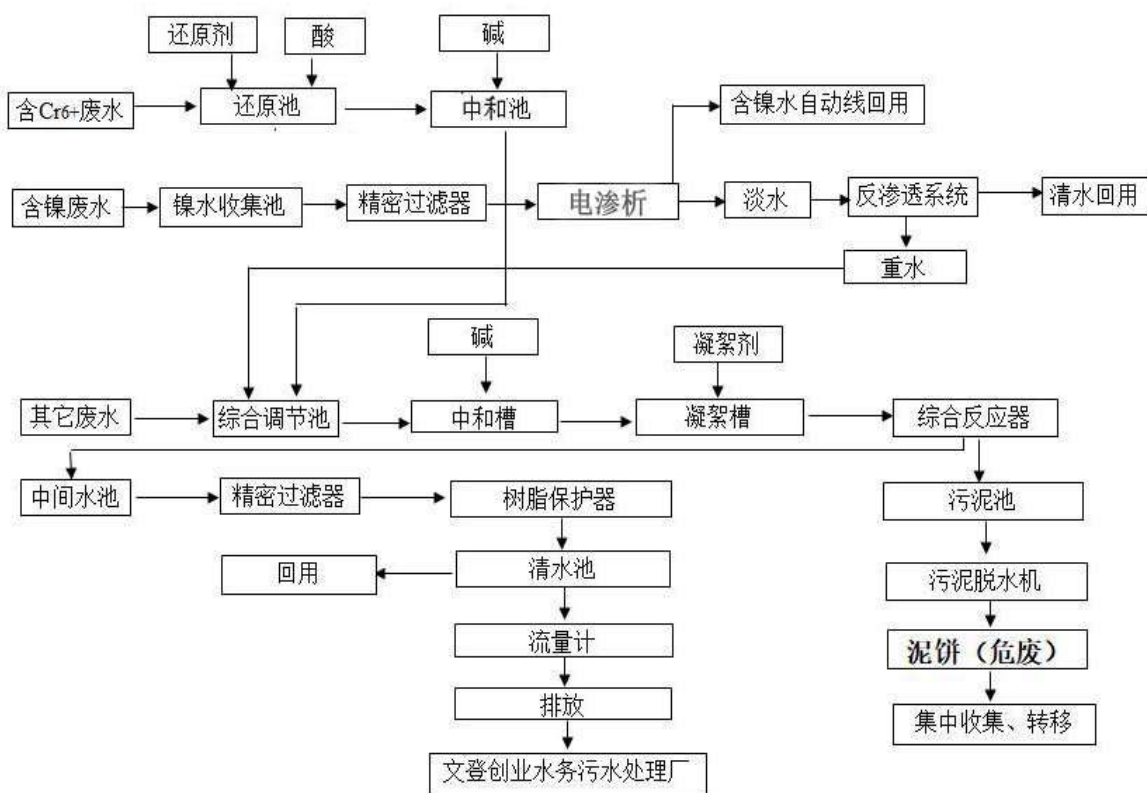 还原剂
酸
碱
含Cr6+废水
还原池
中和池
含镍水自动线回用
含镍废水
镍水收集池
精密过滤器
电渗析
淡水
反渗透系统
清水回用
重水
碱
凝絮剂
其它废水
综合调节池
中和槽
凝絮槽
综合反应器
中间水池
精密过滤器
树脂保护器
污泥池
回用
清水池
污泥脱水机
流量计
泥饼（危废）
排放
集中收集、转移
文登创业水务污水处理厂